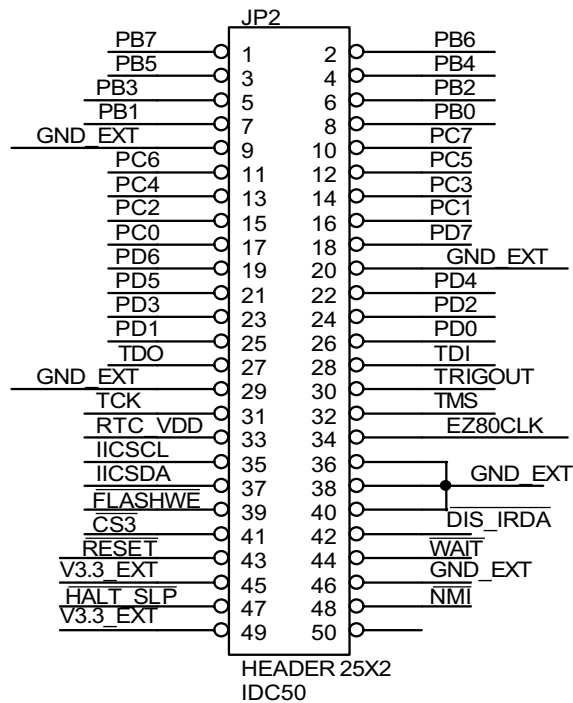 JP2
PB7 1 2 PB6
PB5 3 4 PB4
PB3 5 6 PB2
PB1 7 8 PB0
GND_EXT 9 10 PC7
PC6 11 12 PC5
PC4 13 14 PC3
PC2 15 16 PC1
PC0 17 18 PD7
PD6 19 20 GND_EXT
PD5 21 22 PD4
PD3 23 24 PD2
PD1 25 26 PD0
TDO 27 28 TDI
GND_EXT 29 30 TRIGOUT
TCK 31 32 TMS
RTC_VDD 33 34 EZ80CLK
IICSCL 35 36
IICSDA 37 38 GND_EXT
FLASHWE 39 40
CS3 41 42 DIS_IRDA
RESET 43 44 WAIT
V3.3_EXT 45 46 GND_EXT
HALT_SLP 47 48 NMI
V3.3_EXT 49 50
HEADER 25X2
IDC50